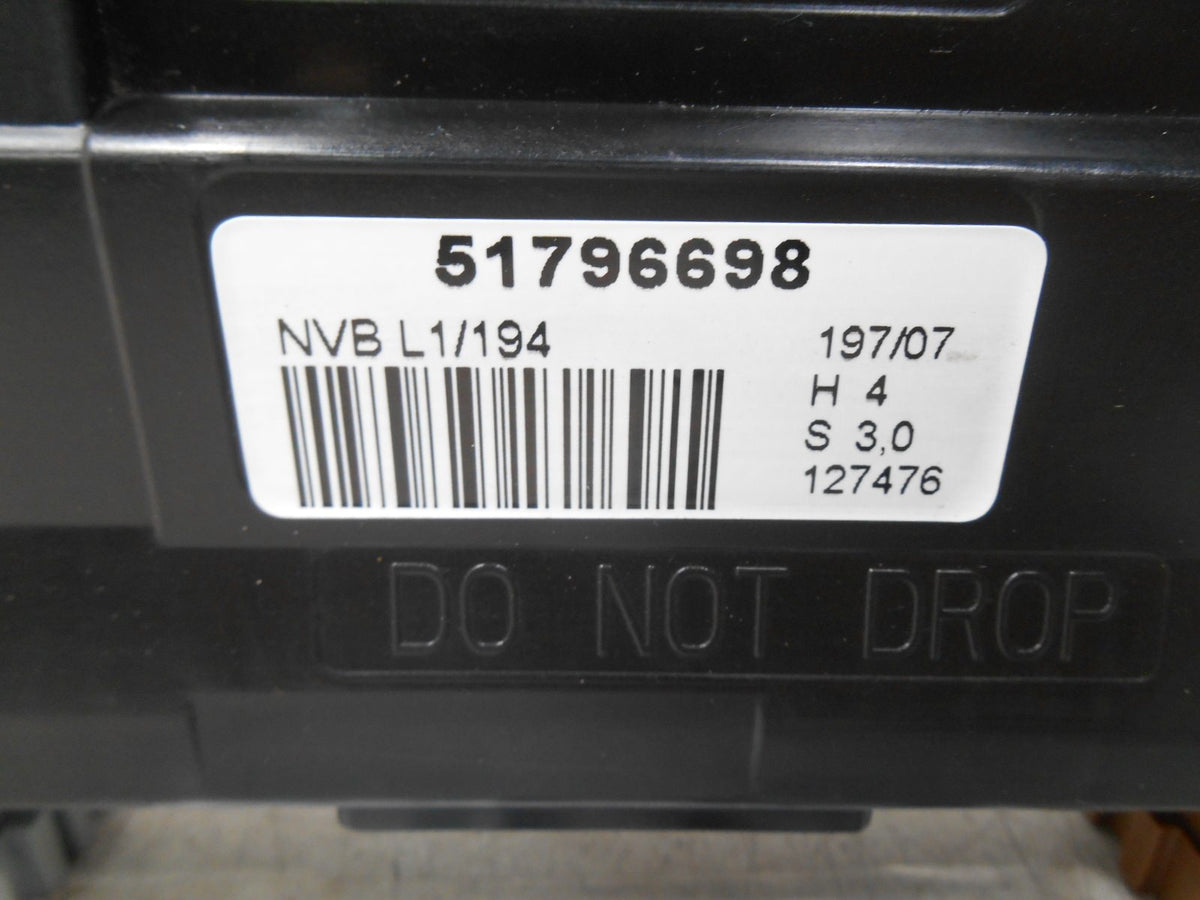 51796698
NVB L1/194
197/07
H 4
S 3,0
127476
DO NOT DROP